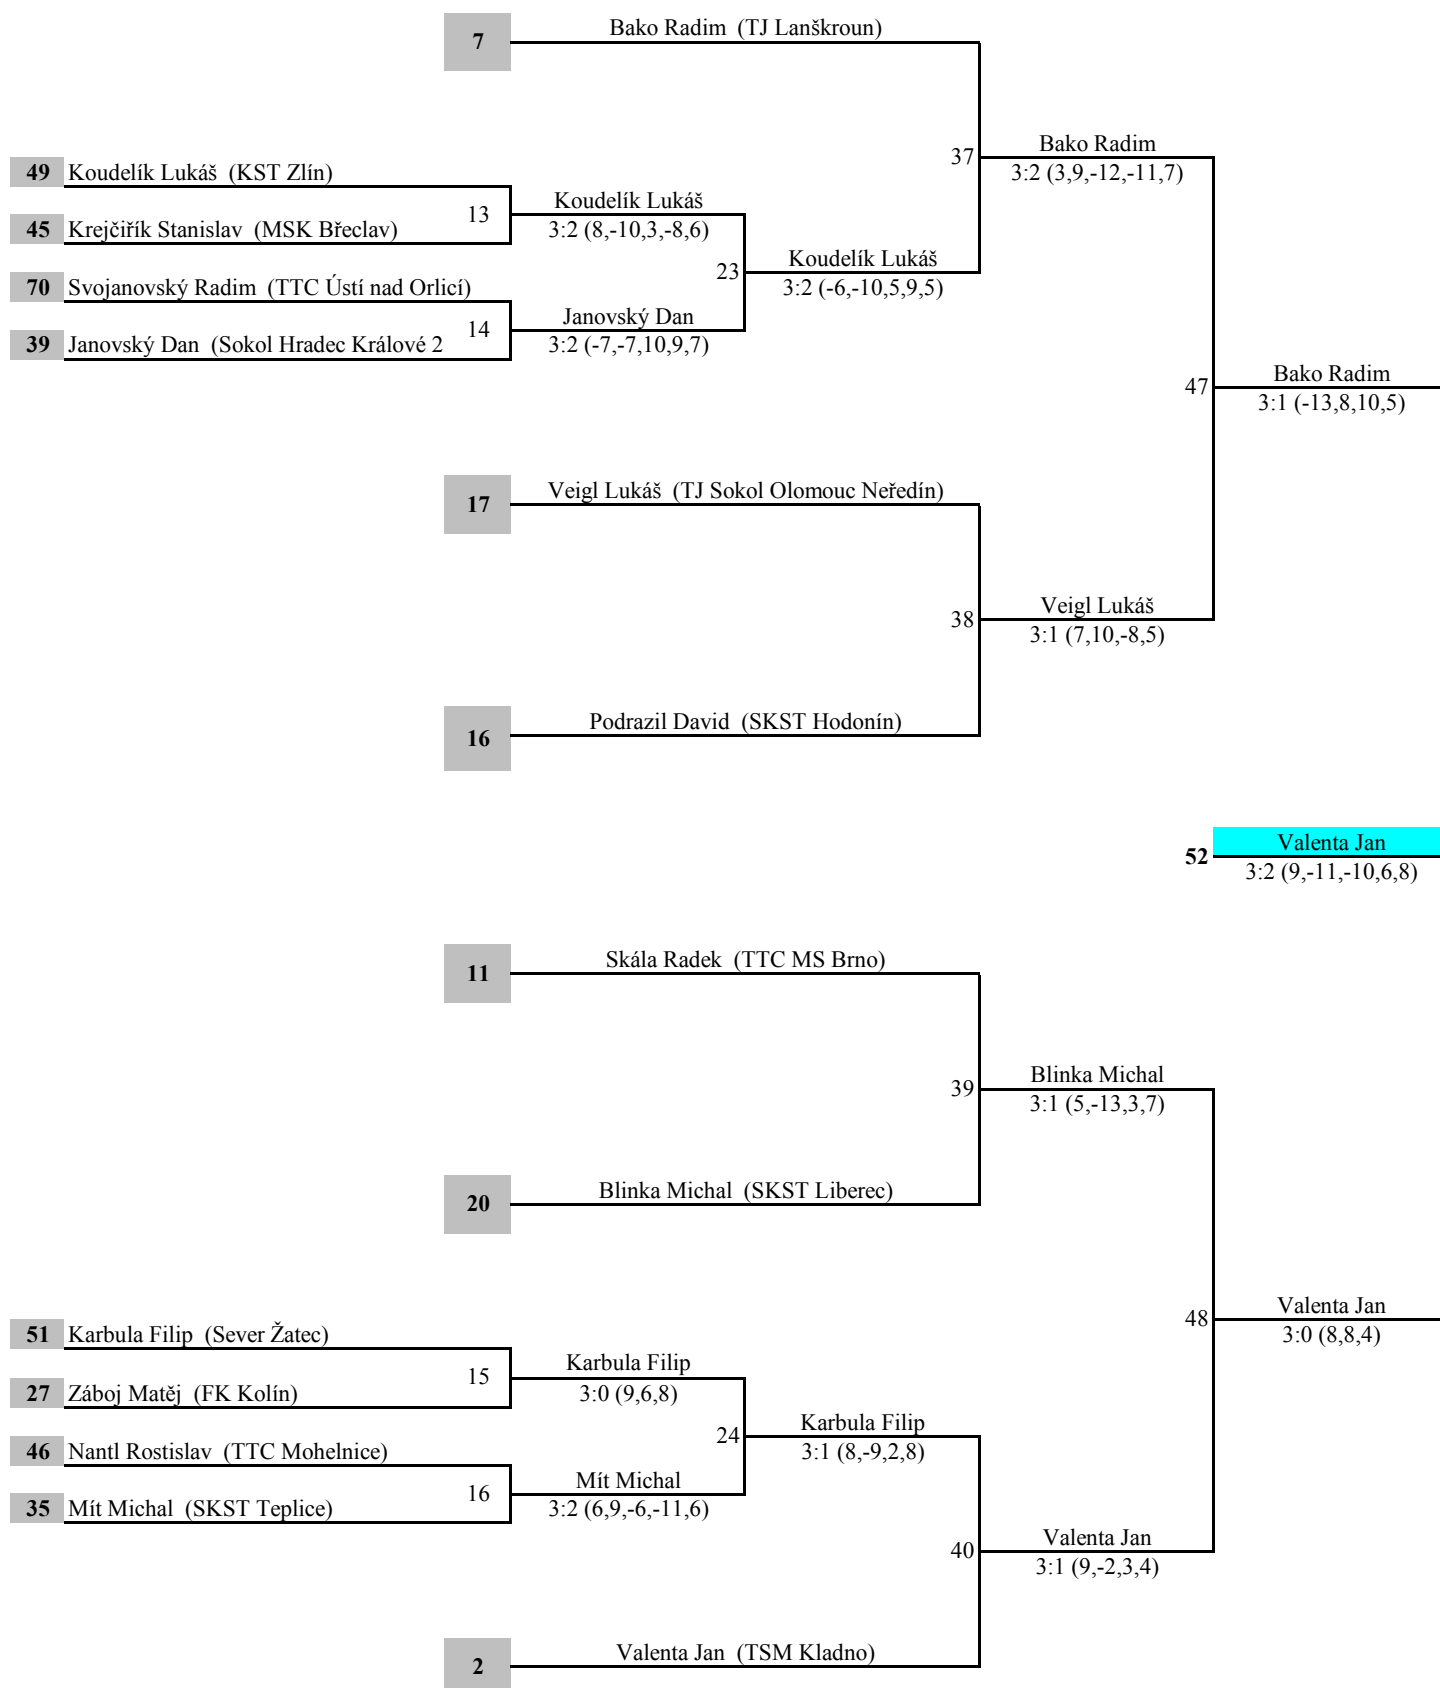 7 Bako Radim (TJ Lanškroun)
37 Bako Radim
3:2 (3,9,-12,-11,7)
49 Koudelík Lukáš (KST Zlín)
13 Koudelík Lukáš
3:2 (8,-10,3,-8,6)
45 Krejčiřík Stanislav (MSK Břeclav)
23 Koudelík Lukáš
3:2 (-6,-10,5,9,5)
70 Svojanovský Radim (TTC Ústí nad Orlicí)
14 Janovský Dan
3:2 (-7,-7,10,9,7)
39 Janovský Dan (Sokol Hradec Králové 2
47 Bako Radim
3:1 (-13,8,10,5)
17 Veigl Lukáš (TJ Sokol Olomouc Neředín)
38 Veigl Lukáš
3:1 (7,10,-8,5)
16 Podrazil David (SKST Hodonín)
52 Valenta Jan
3:2 (9,-11,-10,6,8)
11 Skála Radek (TTC MS Brno)
39 Blinka Michal
3:1 (5,-13,3,7)
20 Blinka Michal (SKST Liberec)
48 Valenta Jan
3:0 (8,8,4)
51 Karbula Filip (Sever Žatec)
15 Karbula Filip
3:0 (9,6,8)
27 Záboj Matěj (FK Kolín)
24 Karbula Filip
3:1 (8,-9,2,8)
46 Nantl Rostislav (TTC Mohelnice)
16 Mít Michal
3:2 (6,9,-6,-11,6)
35 Mít Michal (SKST Teplice)
40 Valenta Jan
3:1 (9,-2,3,4)
2 Valenta Jan (TSM Kladno)